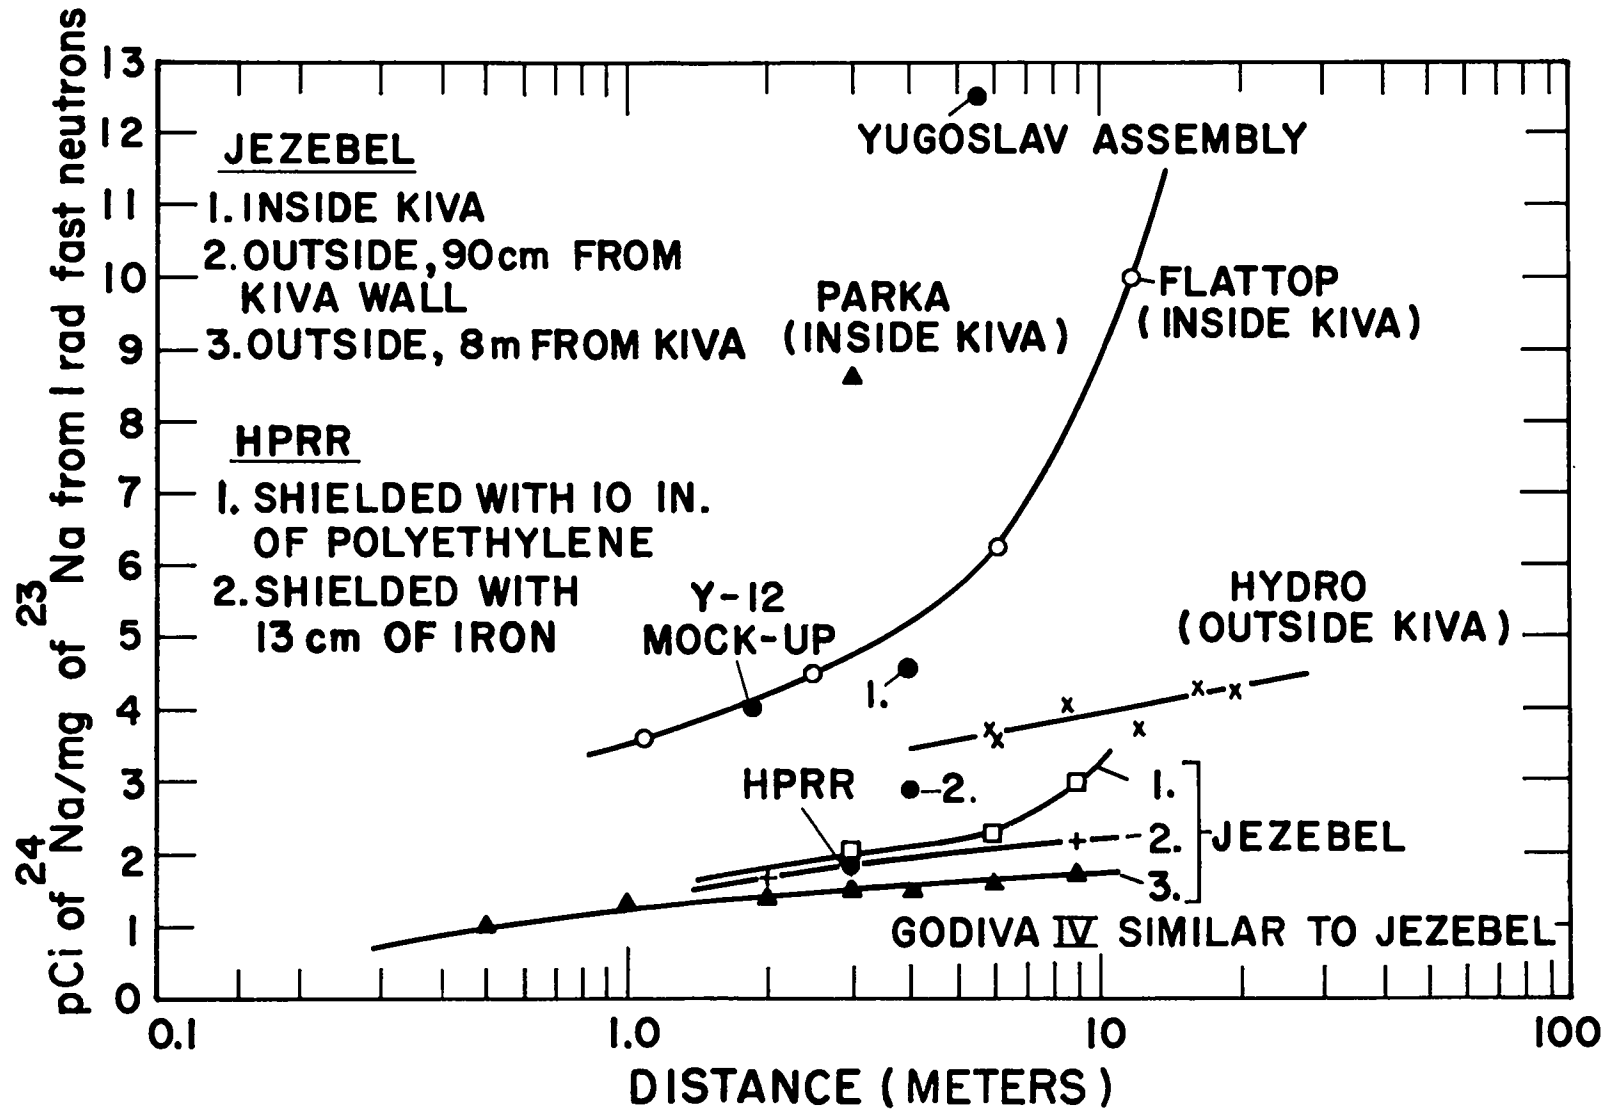 pCi of ²⁴Na/mg of ²³Na from 1 rad fast neutrons
13
12
11
10
9
8
7
6
5
4
3
2
1
0
JEZEBEL
1. INSIDE KIVA
2. OUTSIDE, 90cm FROM
KIVA WALL
3. OUTSIDE, 8m FROM KIVA
HPRR
1. SHIELDED WITH 10 IN.
OF POLYETHYLENE
2. SHIELDED WITH
13 cm OF IRON
YUGOSLAV ASSEMBLY
PARKA
(INSIDE KIVA)
FLATTOP
(INSIDE KIVA)
Y-12
MOCK-UP
1.
HYDRO
(OUTSIDE KIVA)
HPRR
2.
1.
2.
3.
JEZEBEL
GODIVA IV SIMILAR TO JEZEBEL
0.1
1.0
10
100
DISTANCE (METERS)